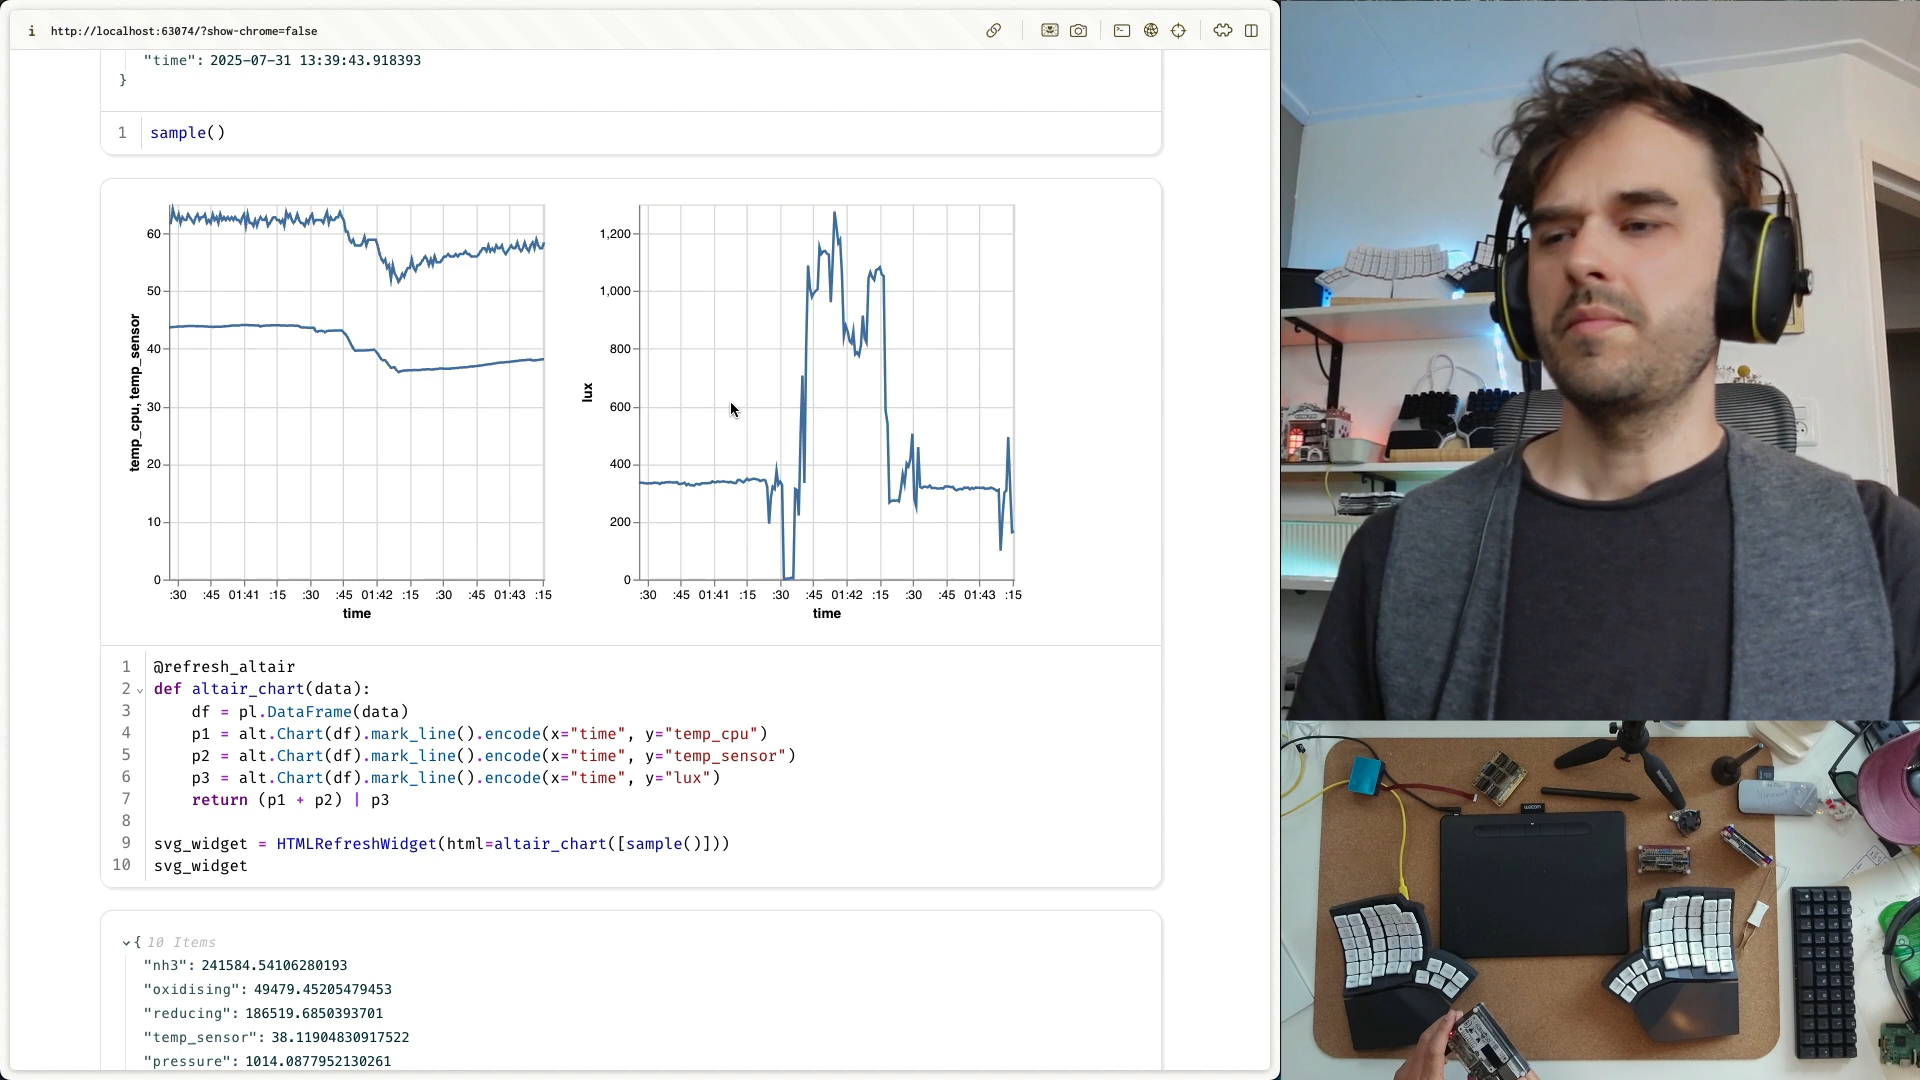 i http://localhost:63074/?show-chrome=false
"time": 2025-07-31 13:39:43.918393
}
1 sample()
temp_cpu, temp_sensor
60
50
40
30
20
10
0
:30 :45 01:41 :15 :30 :45 01:42 :15 :30 :45 01:43 :15
time
lux
1,200
1,000
800
600
400
200
0
:30 :45 01:41 :15 :30 :45 01:42 :15 :30 :45 01:43 :15
time
1 @refresh_altair
2 def altair_chart(data):
3 df = pl.DataFrame(data)
4 p1 = alt.Chart(df).mark_line().encode(x="time", y="temp_cpu")
5 p2 = alt.Chart(df).mark_line().encode(x="time", y="temp_sensor")
6 p3 = alt.Chart(df).mark_line().encode(x="time", y="lux")
7 return (p1 + p2) | p3
8
9 svg_widget = HTMLRefreshWidget(html=altair_chart([sample()]))
10 svg_widget
{ 10 Items
"nh3": 241584.54106280193
"oxidising": 49479.45205479453
"reducing": 186519.6850393701
"temp_sensor": 38.11904830917522
"pressure": 1014.0877952130261
wacom